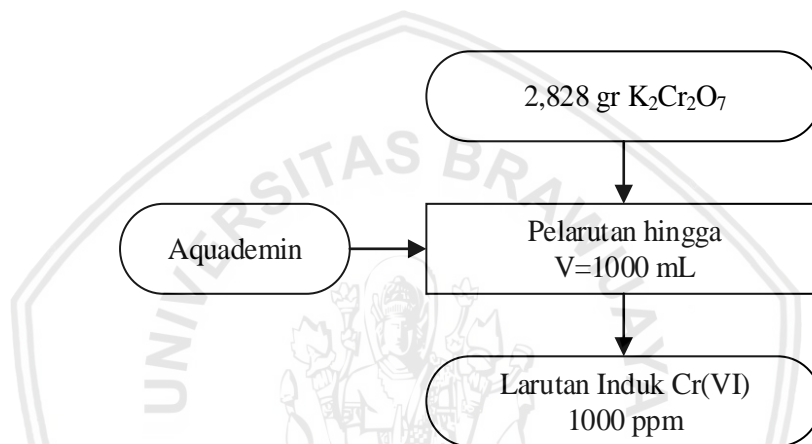 UNIVERSITAS BRAWIJAYA
2,828 gr K₂Cr₂O₇
Aquademin
Pelarutan hingga
V=1000 mL
Larutan Induk Cr(VI)
1000 ppm